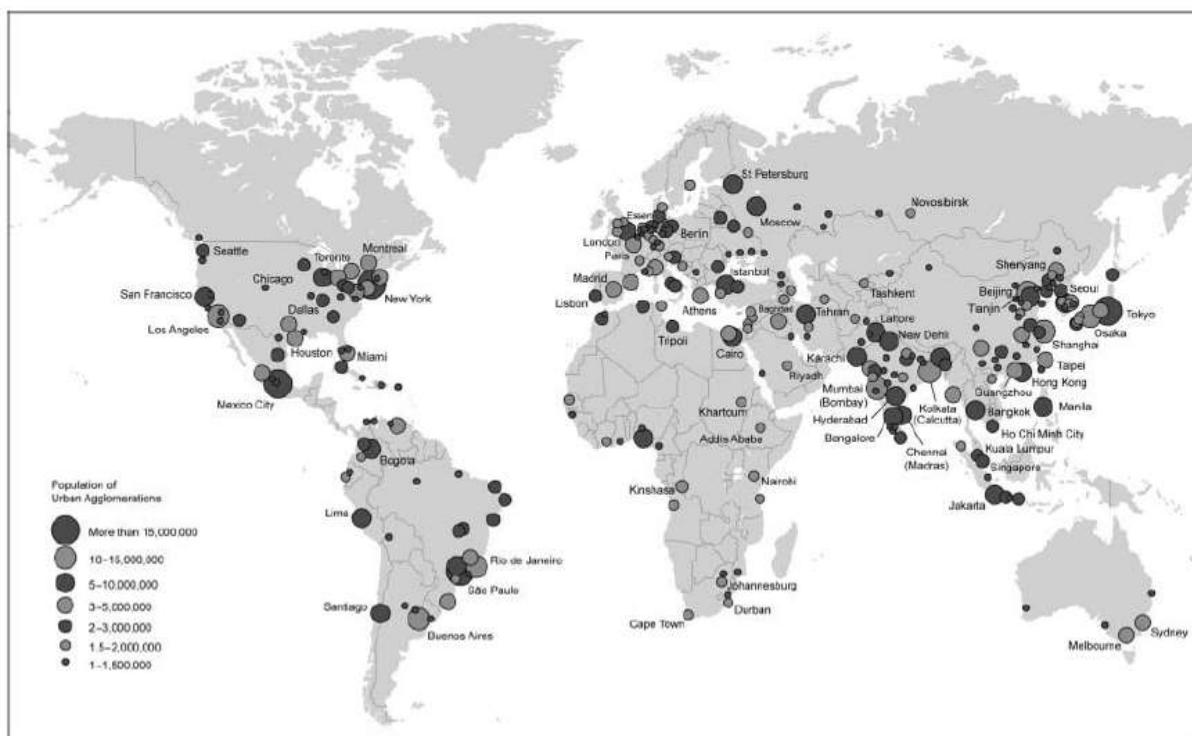 St Petersburg
Novosibirsk
Essen
Moscow
Berlin
London
Paris
Seattle
Montreal
Toronto
Chicago
Shenyang
Istanbul
Madrid
San Francisco
New York
Lisbon
Tashkent
Beijing
Seoul
Dallas
Athens
Baghdad
Tianjin
Los Angeles
Tehran
Lahore
Tokyo
Osaka
New Delhi
Tripoli
Houston
Miami
Cairo
Karachi
Shanghai
Riyadh
Taipei
Mumbai
(Bombay)
Guangzhou
Hong Kong
Mexico City
Khartoum
Kolkata
(Calcutta)
Bangkok
Manila
Hyderabad
Addis Ababa
Bangalore
Ho Chi Minh City
Chennai
(Madras)
Kuala Lumpur
Bogota
Singapore
Nairobi
Kinshasa
Jakarta
Lima
Population of
Urban Agglomerations
More than 15,000,000
10–15,000,000
5–10,000,000
3–5,000,000
2–3,000,000
1.5–2,000,000
1–1,500,000
Rio de Janeiro
São Paulo
Johannesburg
Santiago
Durban
Cape Town
Buenos Aires
Sydney
Melbourne